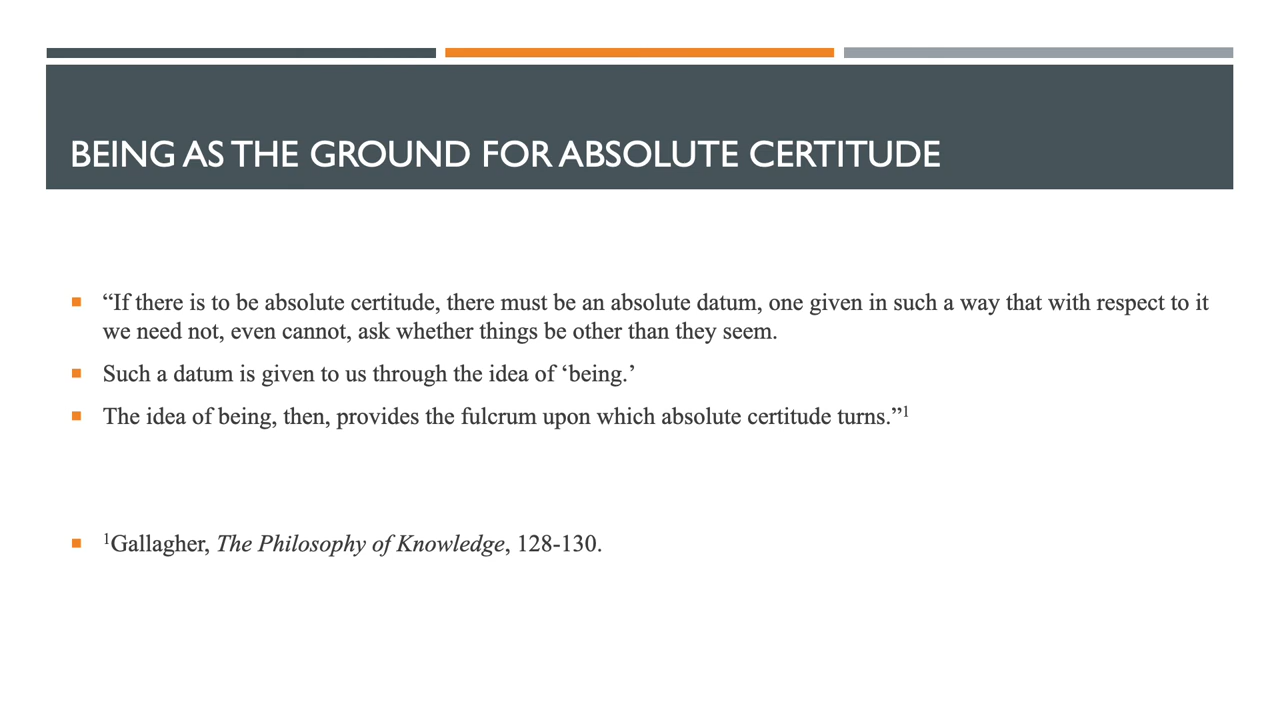 BEING AS THE GROUND FOR ABSOLUTE CERTITUDE
“If there is to be absolute certitude, there must be an absolute datum, one given in such a way that with respect to it
we need not, even cannot, ask whether things be other than they seem.
Such a datum is given to us through the idea of ‘being.’
The idea of being, then, provides the fulcrum upon which absolute certitude turns.”1
1Gallagher, The Philosophy of Knowledge, 128-130.